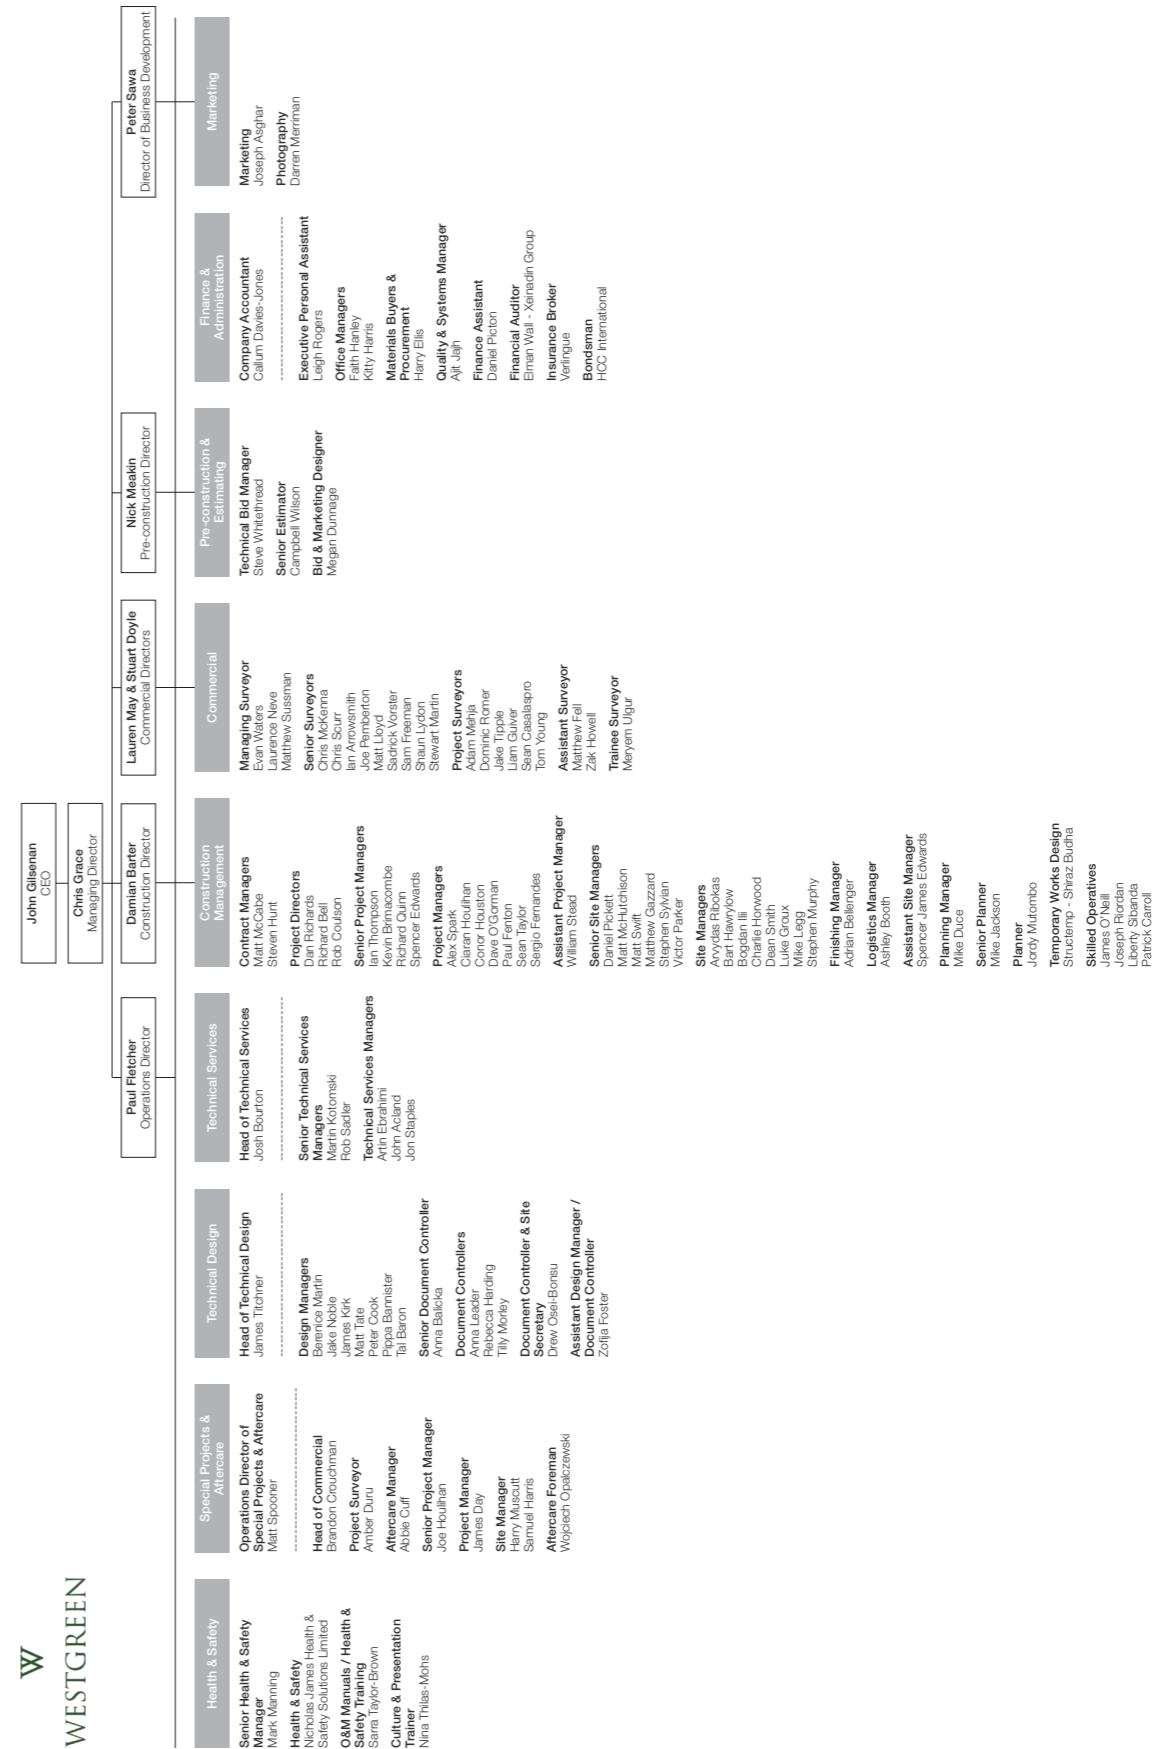 W
WESTGREEN
John Gilsenan
CEO
Chris Grace
Managing Director
Paul Fletcher
Operations Director
Damian Barter
Construction Director
Lauren May & Stuart Doyle
Commercial Directors
Nick Meakin
Pre-construction Director
Peter Sawa
Director of Business Development
Health & Safety
Senior Health & Safety
Manager
Mark Manning
Health & Safety
Nicholas James Health &
Safety Solutions Limited
O&M Manuals / Health &
Safety Training
Sarra Taylor-Brown
Culture & Presentation
Trainer
Nina Thilas-Mohs
Special Projects &
Aftercare
Operations Director of
Special Projects & Aftercare
Matt Spooner
Head of Commercial
Brandon Crouchman
Project Surveyor
Amber Duru
Aftercare Manager
Abbie Cuff
Senior Project Manager
Joe Houlihan
Project Manager
James Day
Site Manager
Harry Muscutt
Samuel Harris
Aftercare Foreman
Wojciech Opalczewski
Technical Design
Head of Technical Design
James Titchner
Design Managers
Berenice Martin
Jake Noble
James Kirk
Matt Tate
Peter Cook
Pippa Bannister
Tal Baron
Senior Document Controller
Anna Balicka
Document Controllers
Anna Leader
Rebecca Harding
Tilly Morley
Document Controller & Site
Secretary
Drew Osei-Bonsu
Assistant Design Manager /
Document Controller
Zofija Foster
Technical Services
Head of Technical Services
Josh Bourton
Senior Technical Services
Managers
Martin Kotomski
Rob Sadler
Technical Services Managers
Artin Ebrahimi
John Acland
Jon Staples
Construction
Management
Contract Managers
Matt McCabe
Steven Hunt
Project Directors
Dan Richards
Richard Bell
Rob Coulson
Senior Project Managers
Ian Thompson
Kevin Brimacombe
Richard Quinn
Spencer Edwards
Project Managers
Alex Spark
Ciaran Houlihan
Conor Houston
Dave O'Gorman
Paul Fenton
Sean Taylor
Sergio Fernandes
Assistant Project Manager
William Stead
Senior Site Managers
Daniel Pickett
Matt McHutchison
Matt Swift
Matthew Gazzard
Stephen Sylvian
Victor Parker
Site Managers
Arvydas Ribokas
Bart Hawrylow
Bogdan Ilii
Charlie Horwood
Dean Smith
Luke Groux
Mike Legg
Stephen Murphy
Finishing Manager
Adrian Bellenger
Logistics Manager
Ashley Booth
Assistant Site Manager
Spencer James Edwards
Planning Manager
Mike Duce
Senior Planner
Mike Jackson
Planner
Jordy Mutombo
Temporary Works Design
Structemp - Shiraz Budha
Skilled Operatives
James O'Neill
Joseph Riordan
Liberty Sibanda
Patrick Carroll
Commercial
Managing Surveyor
Evan Waters
Laurence Neve
Matthew Sussman
Senior Surveyors
Chris McKenna
Chris Scurr
Ian Arrowsmith
Joe Pemberton
Matt Lloyd
Sadrick Vorster
Sam Freeman
Shaun Lydon
Stewart Martin
Project Surveyors
Adam Mehja
Dominic Romer
Jake Tipple
Liam Guiver
Sean Casalaspro
Tom Young
Assistant Surveyor
Matthew Fell
Zak Howell
Trainee Surveyor
Meryem Ulgur
Pre-construction &
Estimating
Technical Bid Manager
Steve Whitethread
Senior Estimator
Campbell Wilson
Bid & Marketing Designer
Megan Dunnage
Finance &
Administration
Company Accountant
Callum Davies-Jones
Executive Personal Assistant
Leigh Rogers
Office Managers
Faith Hanley
Kitty Harris
Materials Buyers &
Procurement
Harry Ellis
Quality & Systems Manager
Ajit Jajh
Finance Assistant
Daniel Picton
Financial Auditor
Elman Wall - Xeinadin Group
Insurance Broker
Verlingue
Bondsman
HCC International
Marketing
Marketing
Joseph Asghar
Photography
Darren Merriman